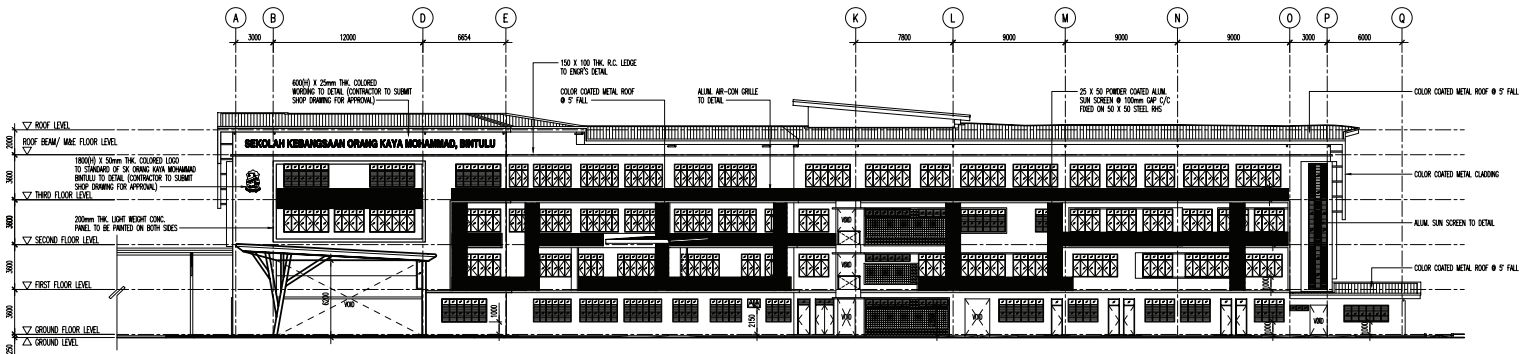 A B D E K L M N O P Q
3000 12000 6654 7800 9000 9000 9000 3000 6000
600(H) X 25mm THK. COLORED
WORDING TO DETAIL (CONTRACTOR TO SUBMIT
SHOP DRAWING FOR APPROVAL)
150 X 100 THK. R.C. LEDGE
TO ENGR'S DETAIL
COLOR COATED METAL ROOF
@ 5° FALL
ALUM. AIR-CON GRILLE
TO DETAIL
25 X 50 POWDER COATED ALUM.
SUN SCREEN @ 100mm GAP C/C
FIXED ON 50 X 50 STEEL RHS
COLOR COATED METAL ROOF @ 5° FALL
ROOF LEVEL
2000
ROOF BEAM/ M&E FLOOR LEVEL
SEKOLAH KEBANGSAAN ORANG KAYA MOHAMMAD, BINTULU
1800(H) X 50mm THK. COLORED LOGO
TO STANDARD OF SK ORANG KAYA MOHAMMAD
BINTULU TO DETAIL (CONTRACTOR TO SUBMIT
SHOP DRAWING FOR APPROVAL)
3600
COLOR COATED METAL CLADDING
THIRD FLOOR LEVEL
3600
200mm THK. LIGHT WEIGHT CONC.
PANEL TO BE PAINTED ON BOTH SIDES
VOID
ALUM. SUN SCREEN TO DETAIL
SECOND FLOOR LEVEL
3600
VOID
COLOR COATED METAL ROOF @ 5° FALL
FIRST FLOOR LEVEL
3600
6200
VOID
1000
2150
VOID
VOID
VOID
GROUND FLOOR LEVEL
250
GROUND LEVEL